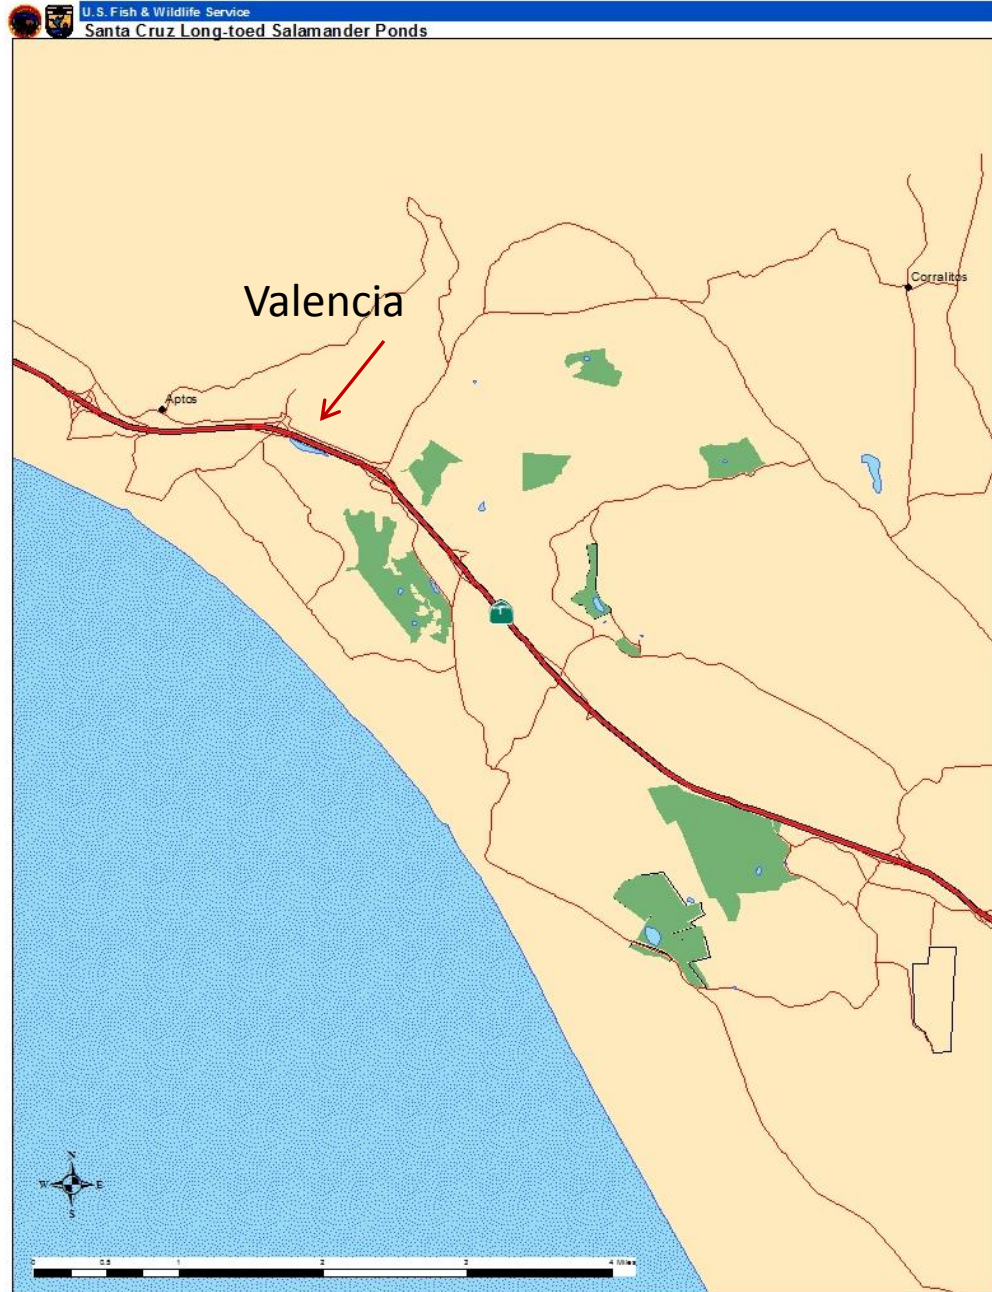 U.S. Fish & Wildlife Service
Santa Cruz Long-toed Salamander Ponds
Corralitos
Valencia
Aptos
1
N
W E
S
0 0.5 1 2 3 4 Miles